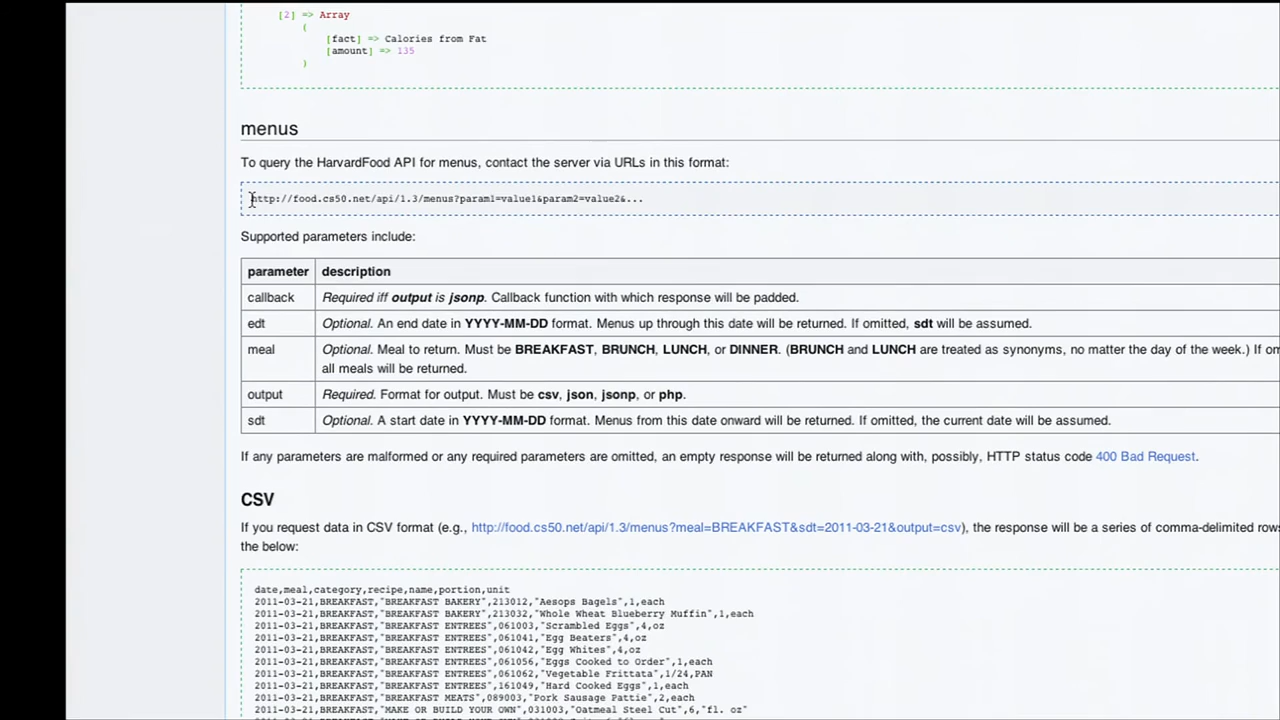 [2] => Array
(
[fact] => Calories from Fat
[amount] => 135
)
menus
To query the HarvardFood API for menus, contact the server via URLs in this format:
http://food.cs50.net/api/1.3/menus?param1=value1&param2=value2&...
Supported parameters include:
parameter description
callback Required iff output is jsonp. Callback function with which response will be padded.
edt Optional. An end date in YYYY-MM-DD format. Menus up through this date will be returned. If omitted, sdt will be assumed.
meal Optional. Meal to return. Must be BREAKFAST, BRUNCH, LUNCH, or DINNER. (BRUNCH and LUNCH are treated as synonyms, no matter the day of the week.) If
all meals will be returned.
output Required. Format for output. Must be csv, json, jsonp, or php.
sdt Optional. A start date in YYYY-MM-DD format. Menus from this date onward will be returned. If omitted, the current date will be assumed.
If any parameters are malformed or any required parameters are omitted, an empty response will be returned along with, possibly, HTTP status code 400 Bad Request.
CSV
If you request data in CSV format (e.g., http://food.cs50.net/api/1.3/menus?meal=BREAKFAST&sdt=2011-03-21&output=csv), the response will be a series of comma-delimited rows
the below:
date,meal,category,recipe,name,portion,unit
2011-03-21,BREAKFAST,"BREAKFAST BAKERY",213012,"Aesops Bagels",1,each
2011-03-21,BREAKFAST,"BREAKFAST BAKERY",213032,"Whole Wheat Blueberry Muffin",1,each
2011-03-21,BREAKFAST,"BREAKFAST ENTREES",061003,"Scrambled Eggs",4,oz
2011-03-21,BREAKFAST,"BREAKFAST ENTREES",061041,"Egg Beaters",4,oz
2011-03-21,BREAKFAST,"BREAKFAST ENTREES",061042,"Egg Whites",4,oz
2011-03-21,BREAKFAST,"BREAKFAST ENTREES",061056,"Eggs Cooked to Order",1,each
2011-03-21,BREAKFAST,"BREAKFAST ENTREES",061062,"Vegetable Frittata",1/24,PAN
2011-03-21,BREAKFAST,"BREAKFAST ENTREES",161049,"Hard Cooked Eggs",1,each
2011-03-21,BREAKFAST,"BREAKFAST MEATS",089003,"Pork Sausage Pattie",2,each
2011-03-21,BREAKFAST,"MAKE OR BUILD YOUR OWN",031003,"Oatmeal Steel Cut",6,"fl. oz"